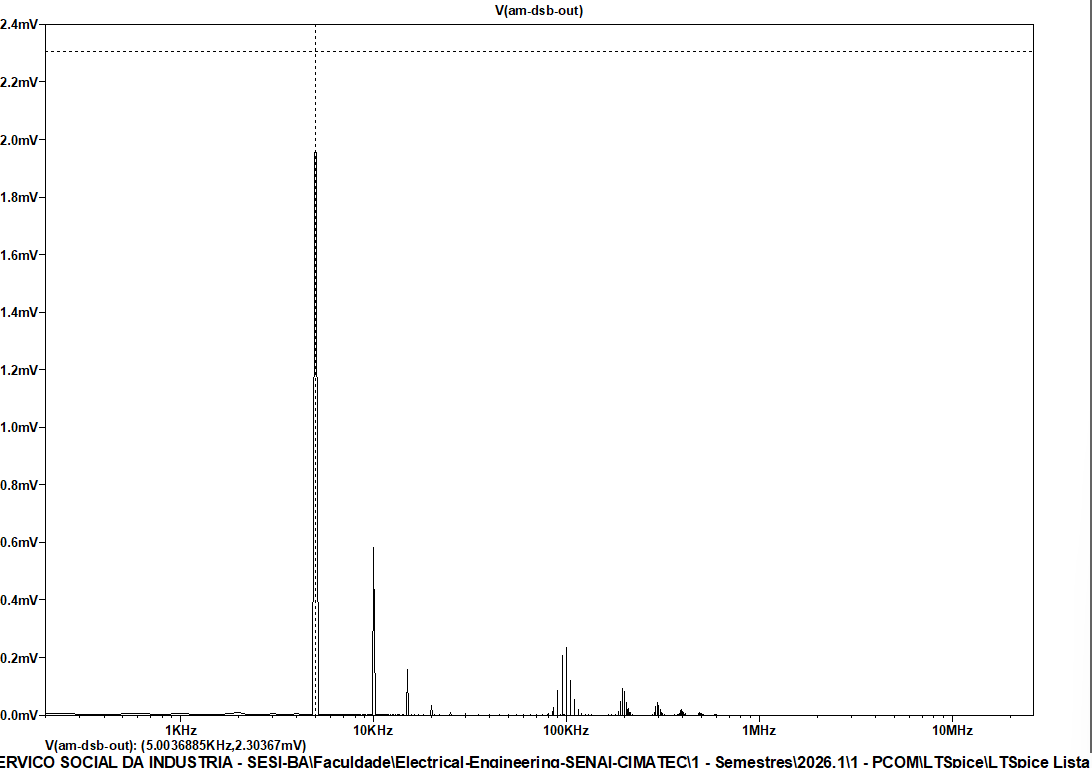 V(am-dsb-out)
2.4mV
2.2mV
2.0mV
1.8mV
1.6mV
1.4mV
1.2mV
1.0mV
0.8mV
0.6mV
0.4mV
0.2mV
0.0mV
1KHz 10KHz 100KHz 1MHz 10MHz
V(am-dsb-out): (5.0036885KHz,2.30367mV)
ERVICO SOCIAL DA INDUSTRIA - SESI-BA\Faculdade\Electrical-Engineering-SENAI-CIMATEC\1 - Semestres\2026.1\1 - PCOM\LTSpice\LTSpice Lista